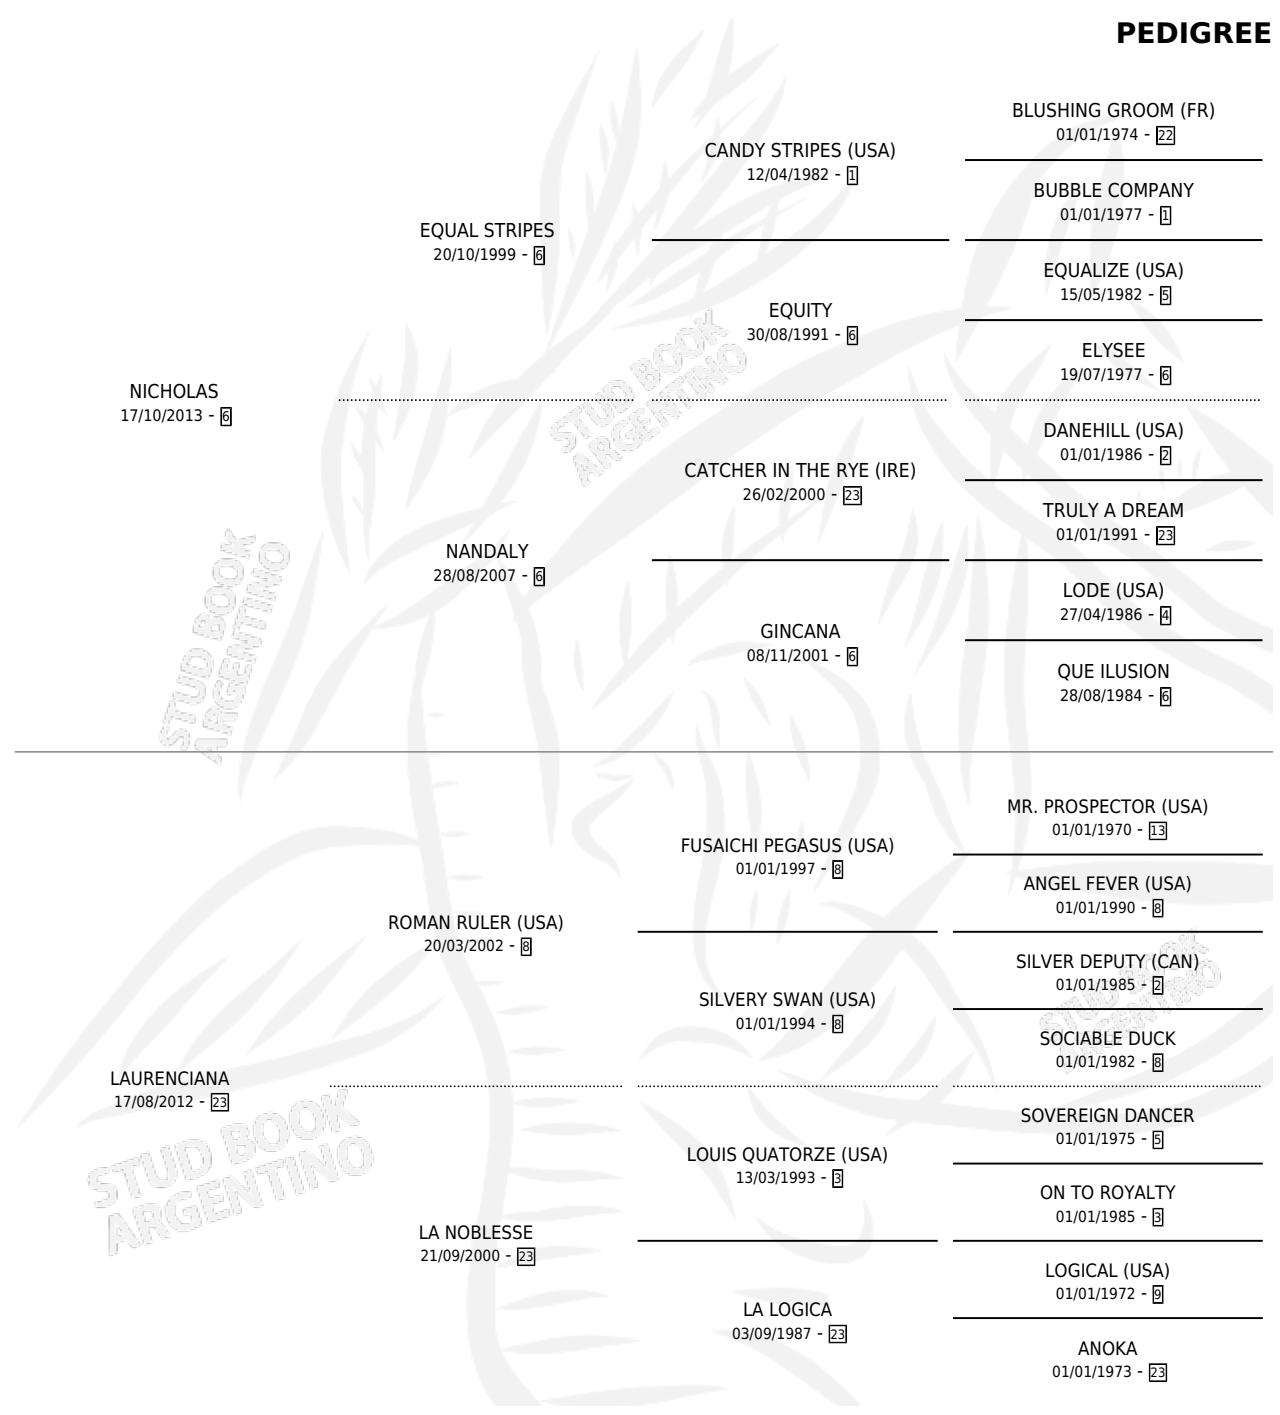 PEDIGREE
BLUSHING GROOM (FR)
01/01/1974 - 22
CANDY STRIPES (USA)
12/04/1982 - 1
BUBBLE COMPANY
01/01/1977 - 1
EQUAL STRIPES
20/10/1999 - 6
EQUALIZE (USA)
15/05/1982 - 5
EQUITY
30/08/1991 - 6
ELYSEE
19/07/1977 - 6
NICHOLAS
17/10/2013 - 6
DANEHILL (USA)
01/01/1986 - 2
CATCHER IN THE RYE (IRE)
26/02/2000 - 23
TRULY A DREAM
01/01/1991 - 23
NANDALY
28/08/2007 - 6
LODE (USA)
27/04/1986 - 4
GINCANA
08/11/2001 - 6
QUE ILUSION
28/08/1984 - 6
MR. PROSPECTOR (USA)
01/01/1970 - 13
FUSAICHI PEGASUS (USA)
01/01/1997 - 8
ANGEL FEVER (USA)
01/01/1990 - 8
ROMAN RULER (USA)
20/03/2002 - 8
SILVER DEPUTY (CAN)
01/01/1985 - 2
SILVERY SWAN (USA)
01/01/1994 - 8
SOCIABLE DUCK
01/01/1982 - 8
LAURENCIANA
17/08/2012 - 23
SOVEREIGN DANCER
01/01/1975 - 5
LOUIS QUATORZE (USA)
13/03/1993 - 3
ON TO ROYALTY
01/01/1985 - 3
LA NOBLESSE
21/09/2000 - 23
LOGICAL (USA)
01/01/1972 - 9
LA LOGICA
03/09/1987 - 23
ANOKA
01/01/1973 - 23
STUD BOOK
ARGENTINO
STUD BOOK
ARGENTINO
STUD BOOK
ARGENTINO
STUD BOOK
ARGENTINO